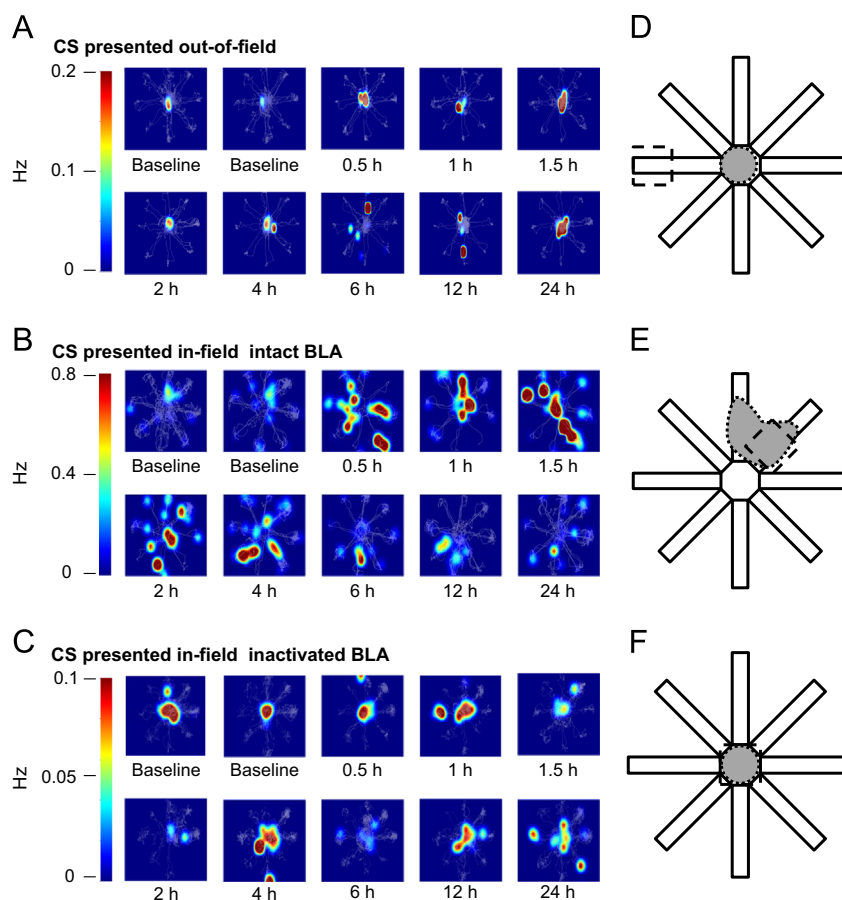 A
CS presented out-of-field
0.2
0.1
0
Hz
Baseline Baseline 0.5 h 1 h 1.5 h
2 h 4 h 6 h 12 h 24 h
B
CS presented in-field intact BLA
0.8
0.4
0
Hz
Baseline Baseline 0.5 h 1 h 1.5 h
2 h 4 h 6 h 12 h 24 h
C
CS presented in-field inactivated BLA
0.1
0.05
0
Hz
Baseline Baseline 0.5 h 1 h 1.5 h
2 h 4 h 6 h 12 h 24 h
D
E
F